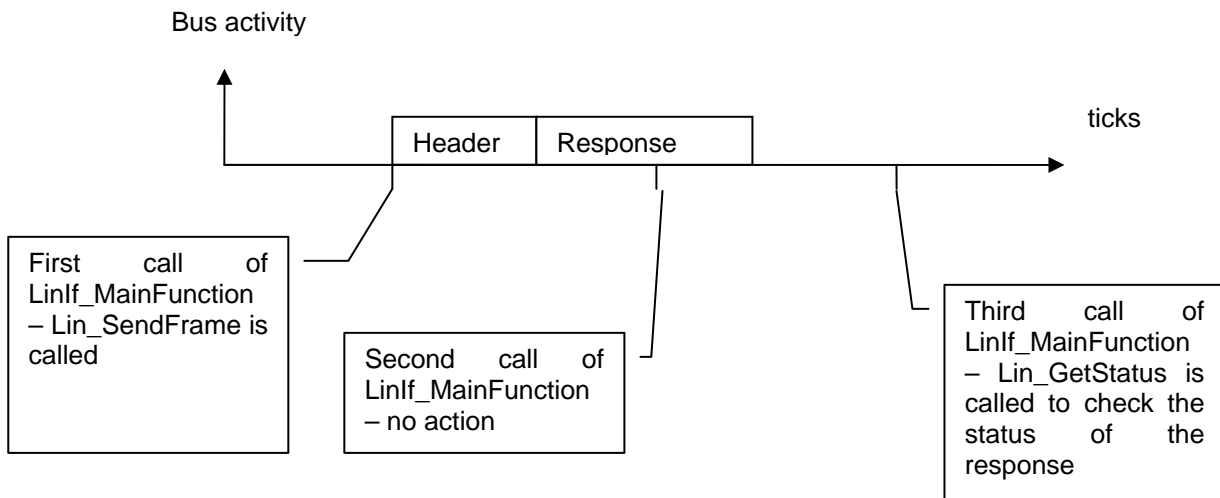 Bus activity
ticks
Header
Response
First call of
LinIf_MainFunction
– Lin_SendFrame is
called
Second call of
LinIf_MainFunction
– no action
Third call of
LinIf_MainFunction
– Lin_GetStatus is
called to check the
status of the
response